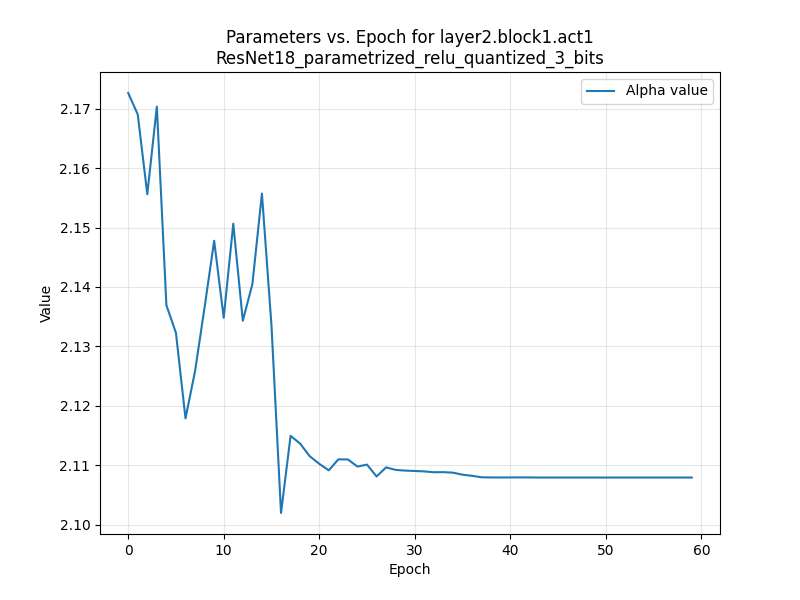 Parameters vs. Epoch for layer2.block1.act1
ResNet18_parametrized_relu_quantized_3_bits
Alpha value
2.17
2.16
2.15
2.14
2.13
2.12
2.11
2.10
Value
0 10 20 30 40 50 60
Epoch